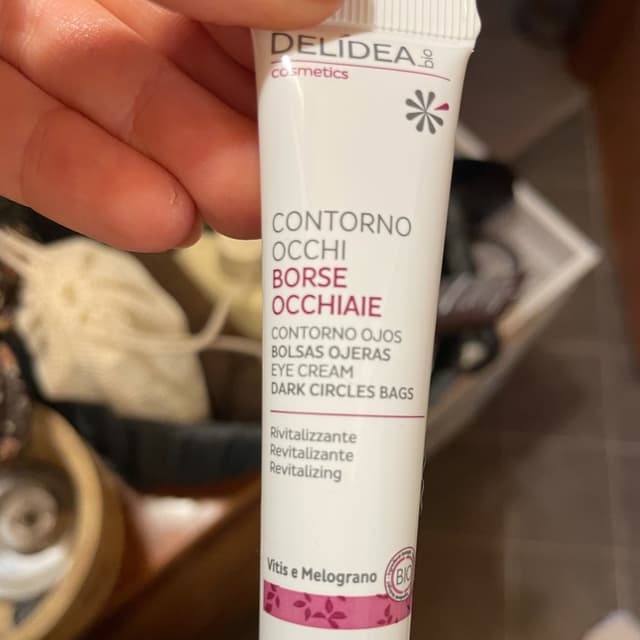 DELÍDEA bio
cosmetics
CONTORNO
OCCHI
BORSE
OCCHIAIE
CONTORNO OJOS
BOLSAS OJERAS
EYE CREAM
DARK CIRCLES BAGS
Rivitalizzante
Revitalizante
Revitalizing
Vitis e Melograno
BIO